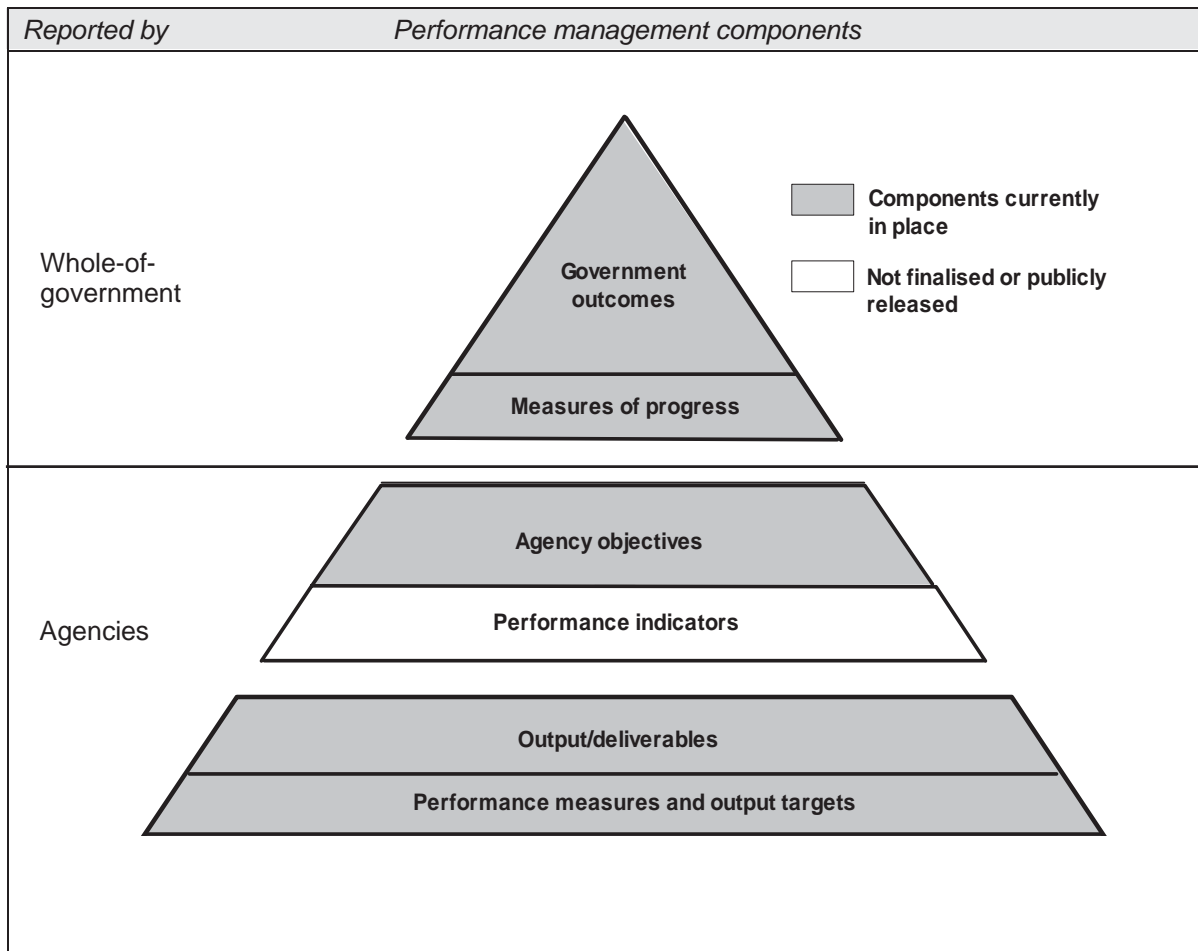 Reported by Performance management components
Whole-of-
government
Government
outcomes
Measures of progress
Components currently
in place
Not finalised or publicly
released
Agencies
Agency objectives
Performance indicators
Output/deliverables
Performance measures and output targets